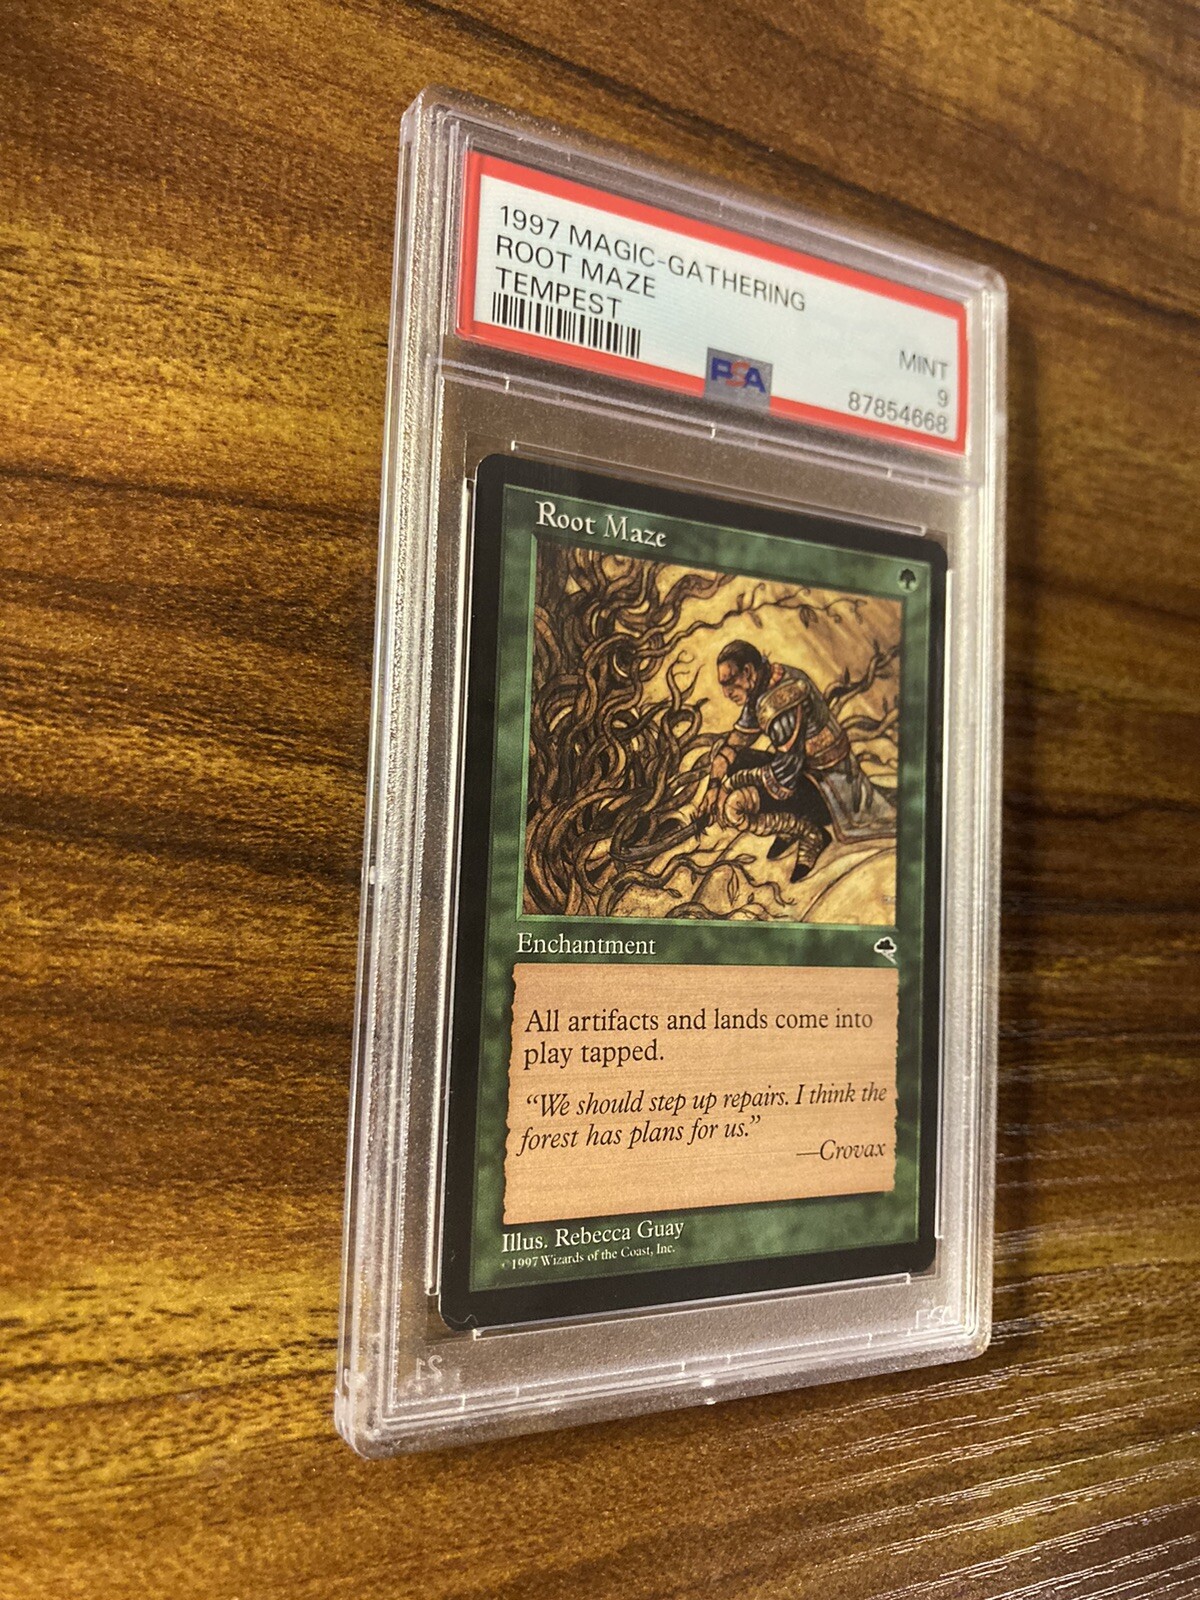 1997 MAGIC-GATHERING
ROOT MAZE
TEMPEST
MINT
9
PSA
87854668
Root Maze
Enchantment
All artifacts and lands come into
play tapped.
“We should step up repairs. I think the
forest has plans for us.”
—Crovax
Illus. Rebecca Guay
© 1997 Wizards of the Coast, Inc.
PSA